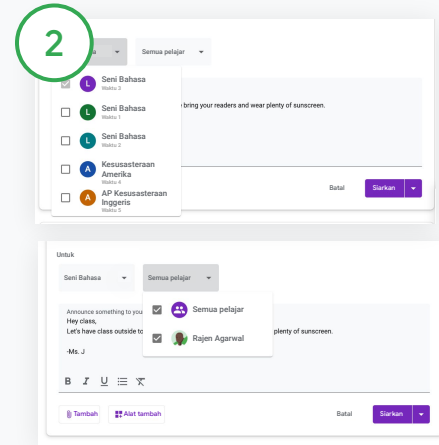 2
Semua pelajar
L Seni Bahasa
Waktu 3
bring your readers and wear plenty of sunscreen.
L Seni Bahasa
Waktu 1
L Seni Bahasa
Waktu 2
A Kesusasteraan
Amerika
Waktu 4
A AP Kesusasteraan
Inggeris
Waktu 5
Batal
Siarkan
Untuk
Seni Bahasa
Semua pelajar
Announce something to you
Hey class,
Let's have class outside to
plenty of sunscreen.
-Ms. J
Semua pelajar
Rajen Agarwal
B I U
Tambah
Alat tambah
Batal
Siarkan